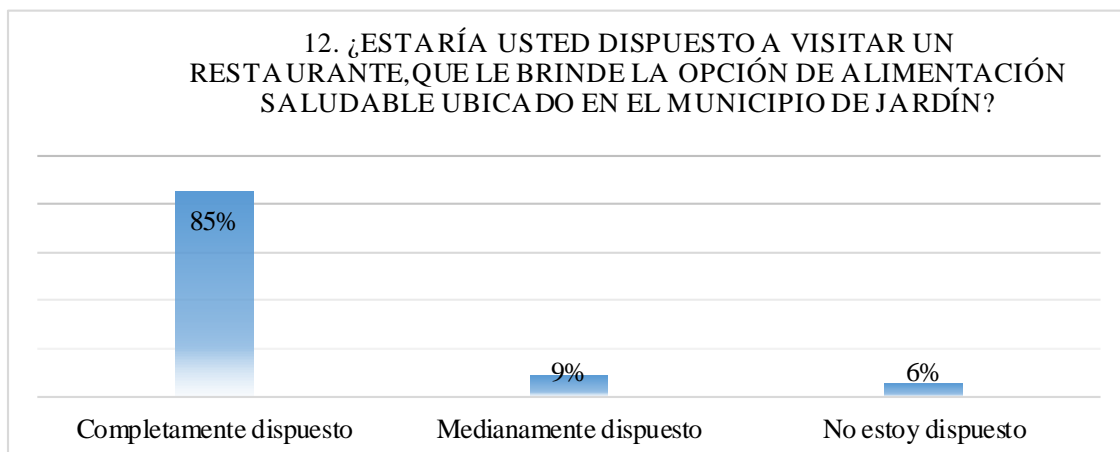 12. ¿ESTARÍA USTED DISPUESTO A VISITAR UN
RESTAURANTE,QUE LE BRINDE LA OPCIÓN DE ALIMENTACIÓN
SALUDABLE UBICADO EN EL MUNICIPIO DE JARDÍN?
85%
9%
6%
Completamente dispuesto
Medianamente dispuesto
No estoy dispuesto